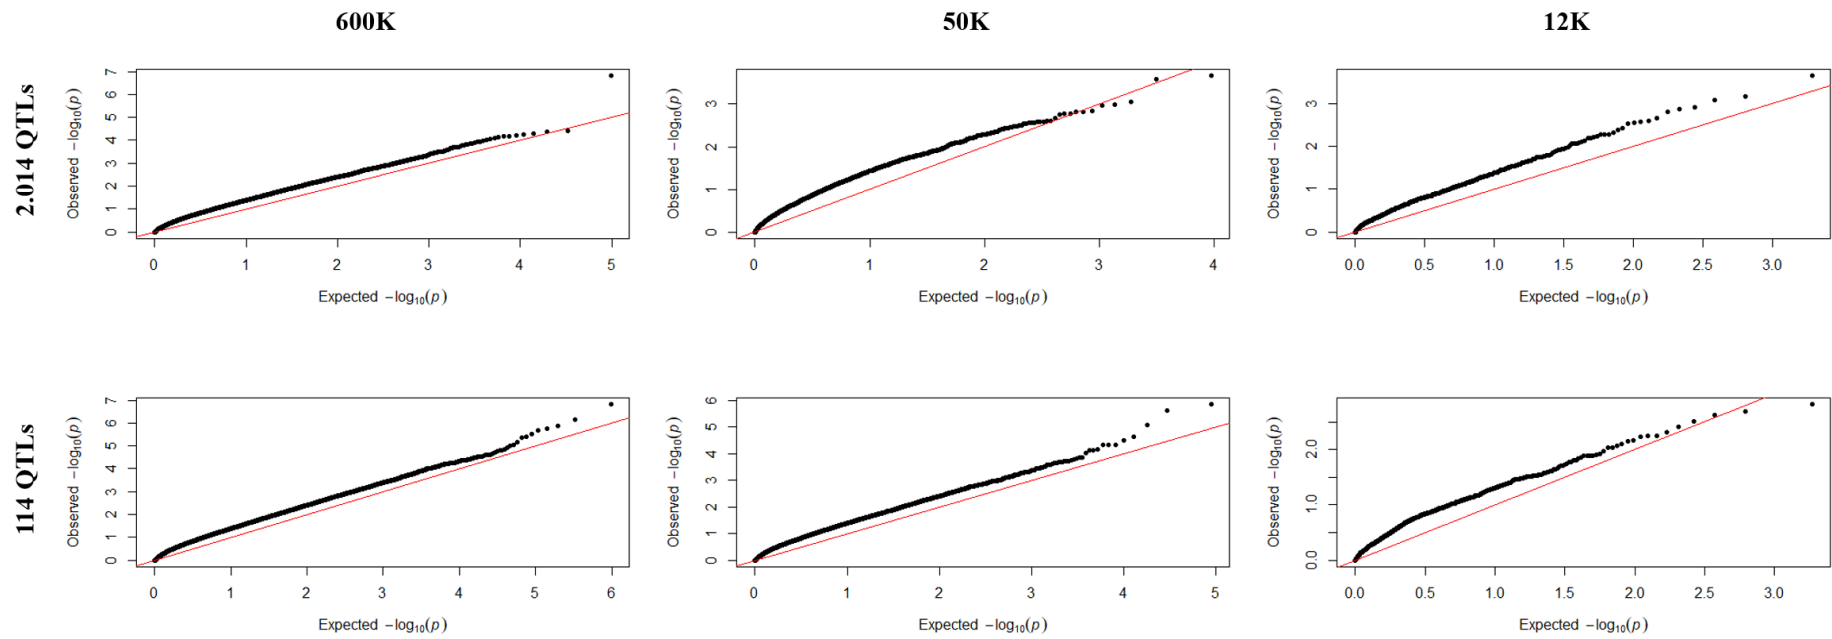 600K 50K 12K
2.014 QTLs
Observed −log10(p)
0 1 2 3 4 5 6 7
0 1 2 3 4 5
Expected −log10(p)
Observed −log10(p)
0 1 2 3
0 1 2 3 4
Expected −log10(p)
Observed −log10(p)
0 1 2 3
0.0 0.5 1.0 1.5 2.0 2.5 3.0
Expected −log10(p)
114 QTLs
Observed −log10(p)
0 1 2 3 4 5 6 7
0 1 2 3 4 5 6
Expected −log10(p)
Observed −log10(p)
0 1 2 3 4 5 6
0 1 2 3 4 5
Expected −log10(p)
Observed −log10(p)
0.0 1.0 2.0
0.0 0.5 1.0 1.5 2.0 2.5 3.0
Expected −log10(p)